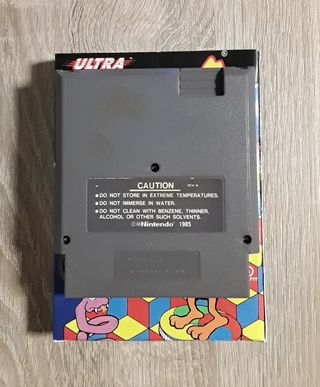 ULTRA™
®
CAUTION REV-A
•DO NOT STORE IN EXTREME TEMPERATURES.
•DO NOT IMMERSE IN WATER.
•DO NOT CLEAN WITH BENZENE, THINNER,
ALCOHOL OR OTHER SUCH SOLVENTS.
©®Nintendo 1985